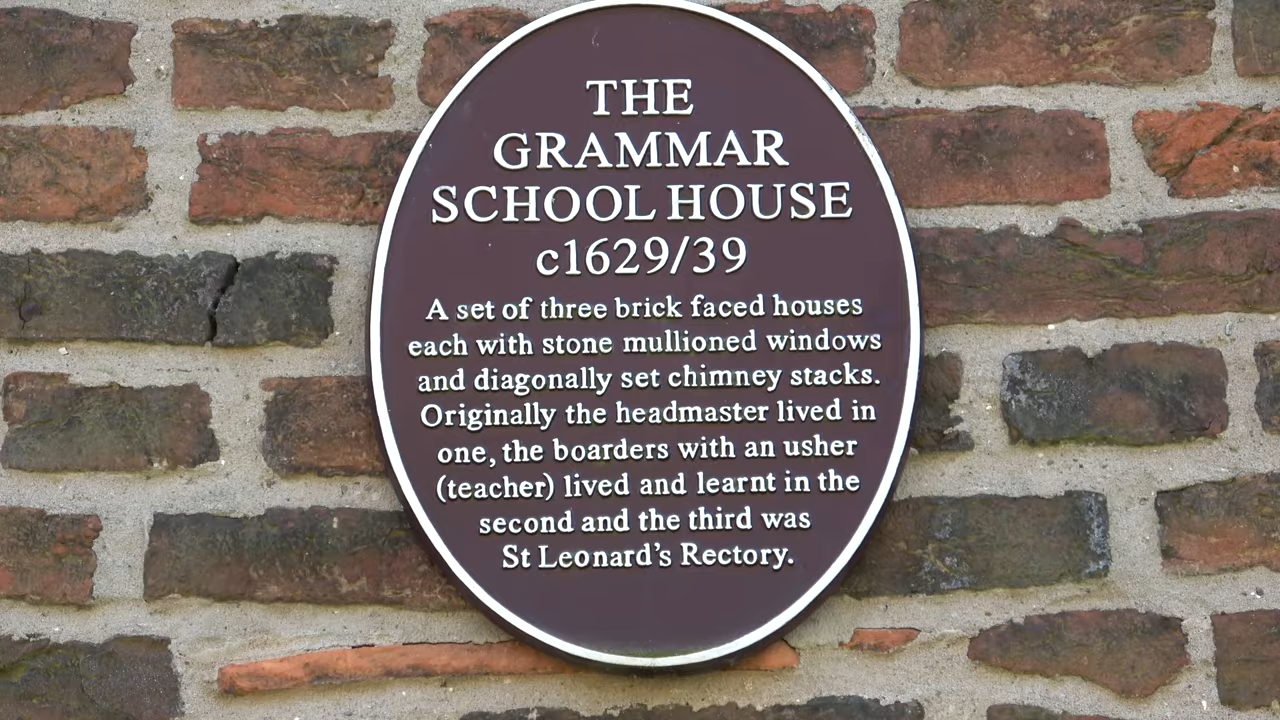 THE
GRAMMAR
SCHOOL HOUSE
c1629/39
A set of three brick faced houses
each with stone mullioned windows
and diagonally set chimney stacks.
Originally the headmaster lived in
one, the boarders with an usher
(teacher) lived and learnt in the
second and the third was
St Leonard's Rectory.